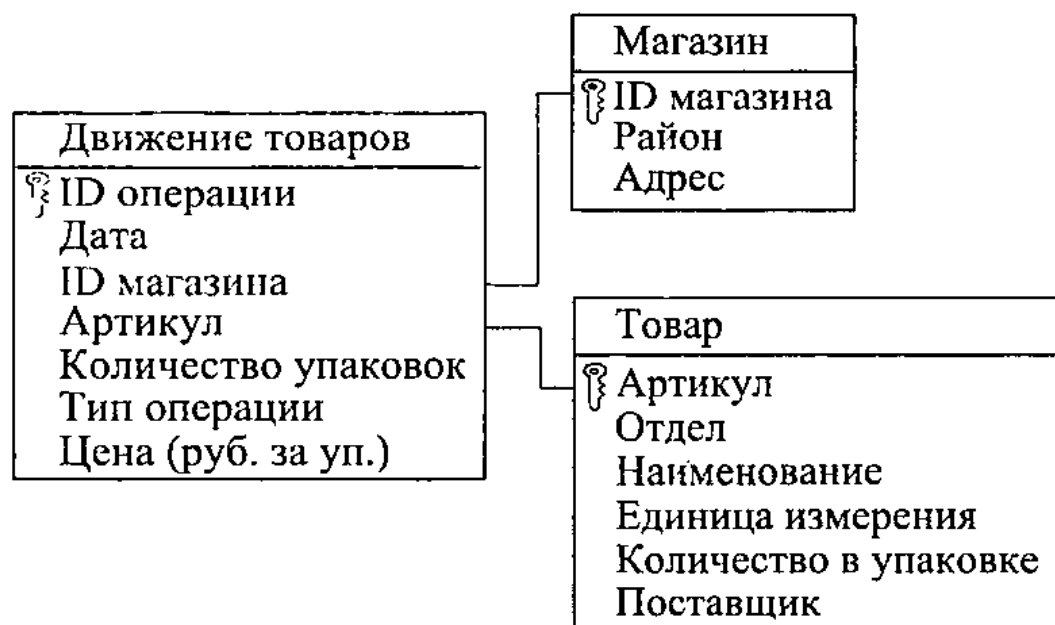 Магазин
ID магазина
Район
Адрес
Движение товаров
ID операции
Дата
ID магазина
Артикул
Количество упаковок
Тип операции
Цена (руб. за уп.)
Товар
Артикул
Отдел
Наименование
Единица измерения
Количество в упаковке
Поставщик